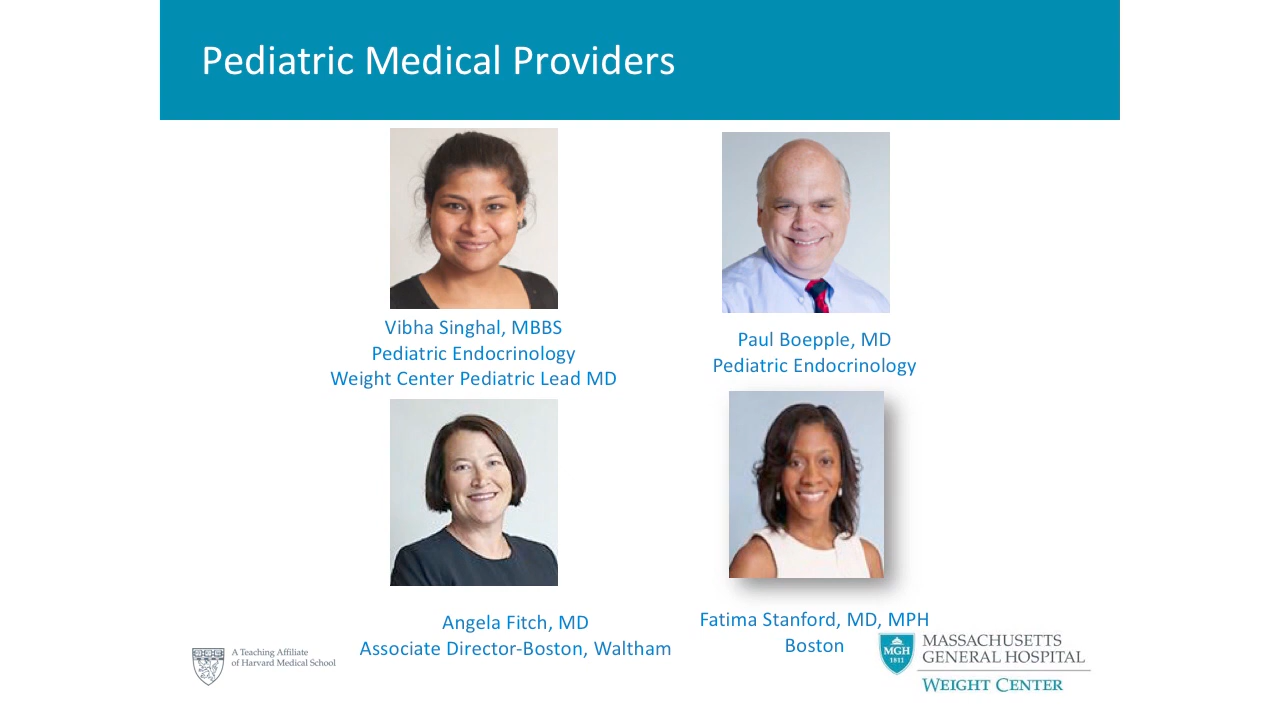 Pediatric Medical Providers
Vibha Singhal, MBBS
Pediatric Endocrinology
Weight Center Pediatric Lead MD
Paul Boepple, MD
Pediatric Endocrinology
Angela Fitch, MD
Associate Director-Boston, Waltham
Fatima Stanford, MD, MPH
Boston
A Teaching Affiliate
of Harvard Medical School
MGH
1811
MASSACHUSETTS
GENERAL HOSPITAL
WEIGHT CENTER